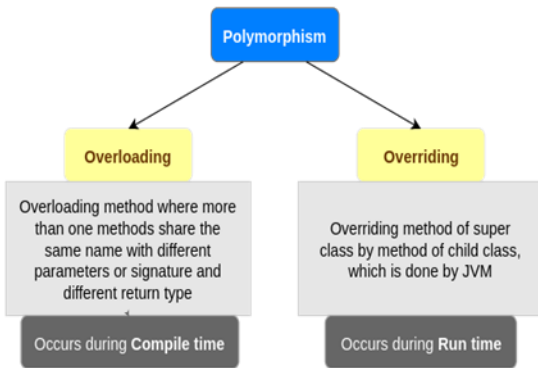 Polymorphism
Overloading
Overloading method where more
than one methods share the
same name with different
parameters or signature and
different return type
Occurs during Compile time
Overriding
Overriding method of super
class by method of child class,
which is done by JVM
Occurs during Run time